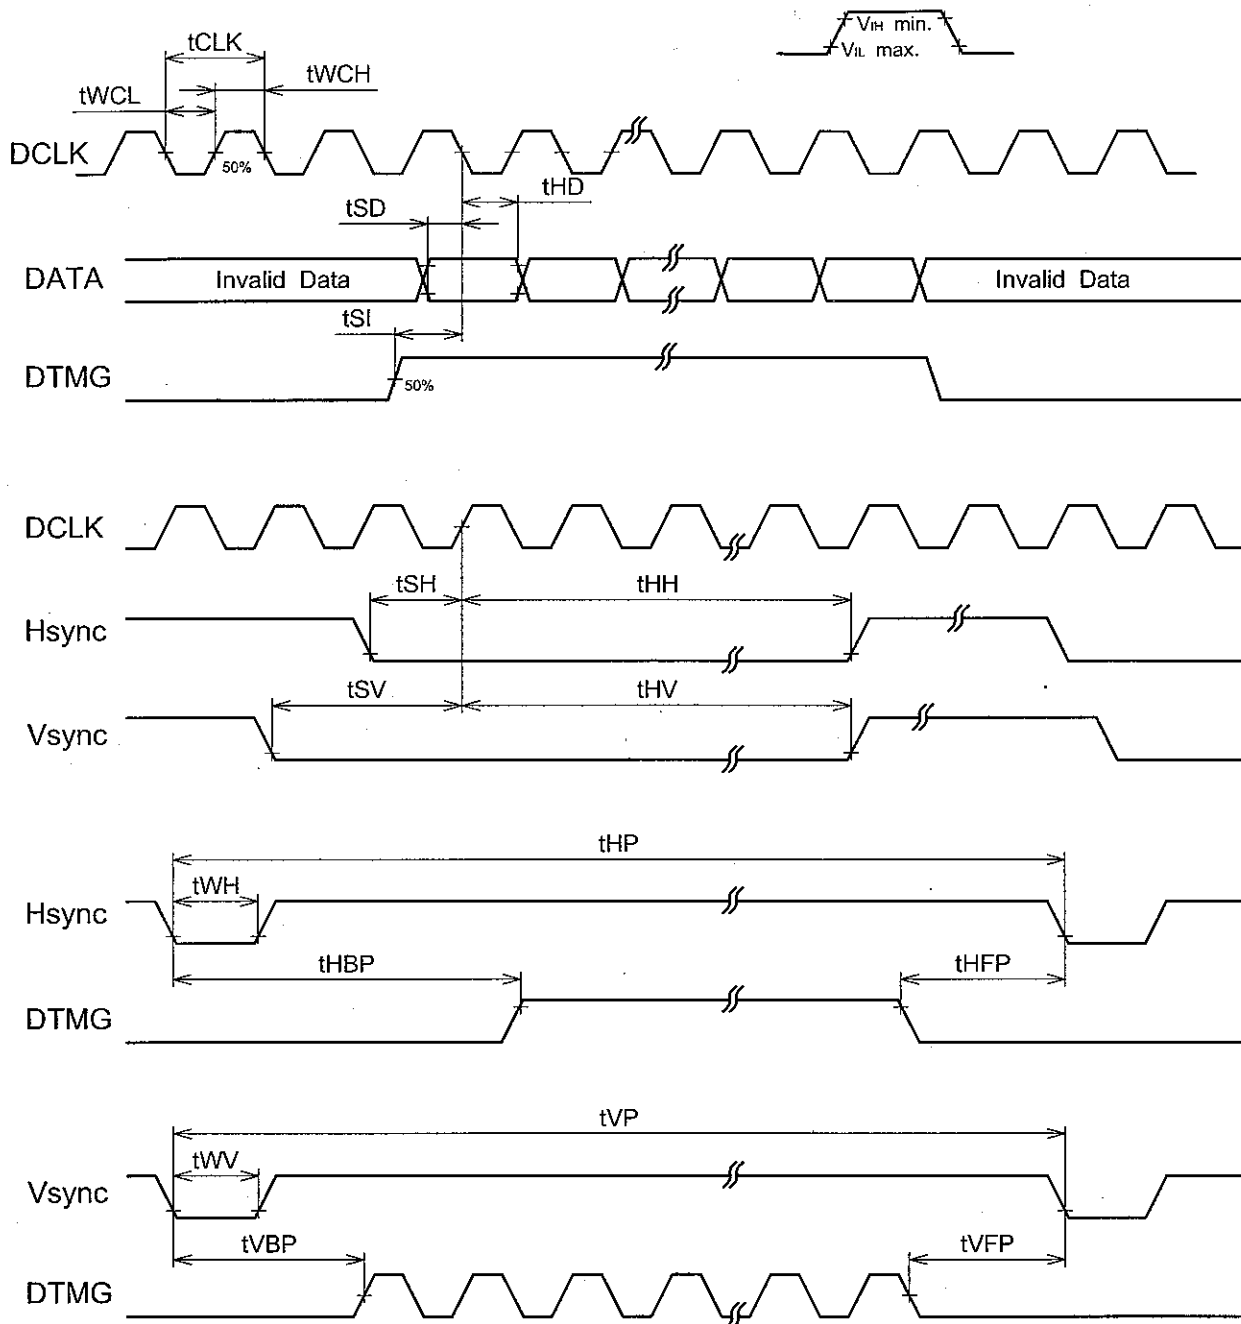 VIH min.
VIL max.
tCLK
tWCH
tWCL
DCLK
50%
tHD
tSD
DATA Invalid Data Invalid Data
tSI
DTMG
50%
DCLK
tSH tHH
Hsync
tSV tHV
Vsync
tHP
tWH
Hsync
tHBP tHFP
DTMG
tVP
tWV
Vsync
tVBP tVFP
DTMG